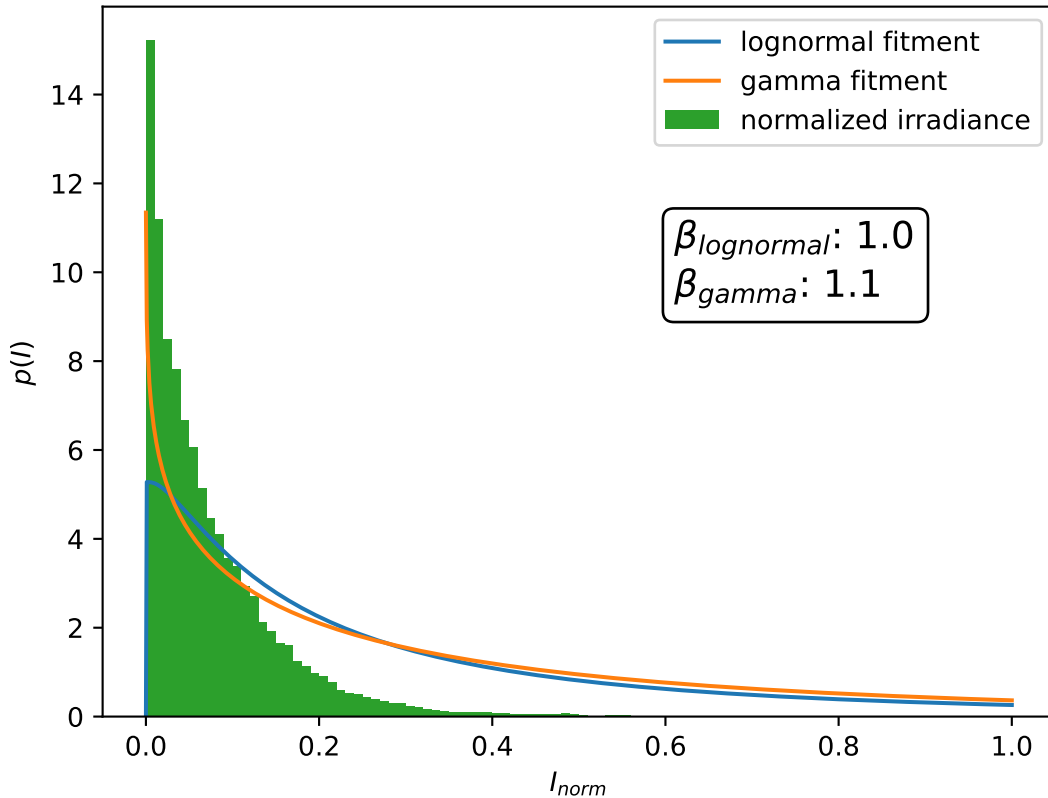 lognormal fitment
gamma fitment
normalized irradiance
β_lognormal: 1.0
β_gamma: 1.1
p(I)
14
12
10
8
6
4
2
0
0.0 0.2 0.4 0.6 0.8 1.0
I_norm